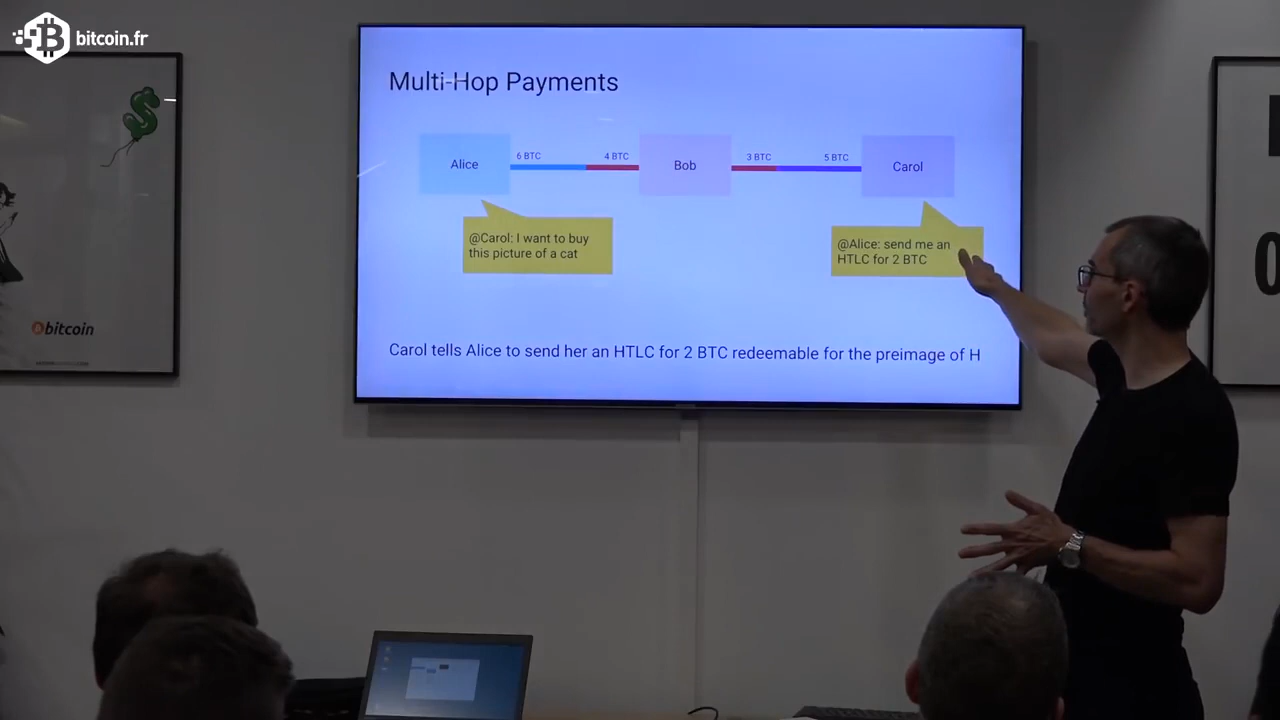 bitcoin.fr
Multi-Hop Payments
Alice
6 BTC
4 BTC
Bob
3 BTC
5 BTC
Carol
@Carol: I want to buy
this picture of a cat
@Alice: send me an
HTLC for 2 BTC
Carol tells Alice to send her an HTLC for 2 BTC redeemable for the preimage of H
bitcoin